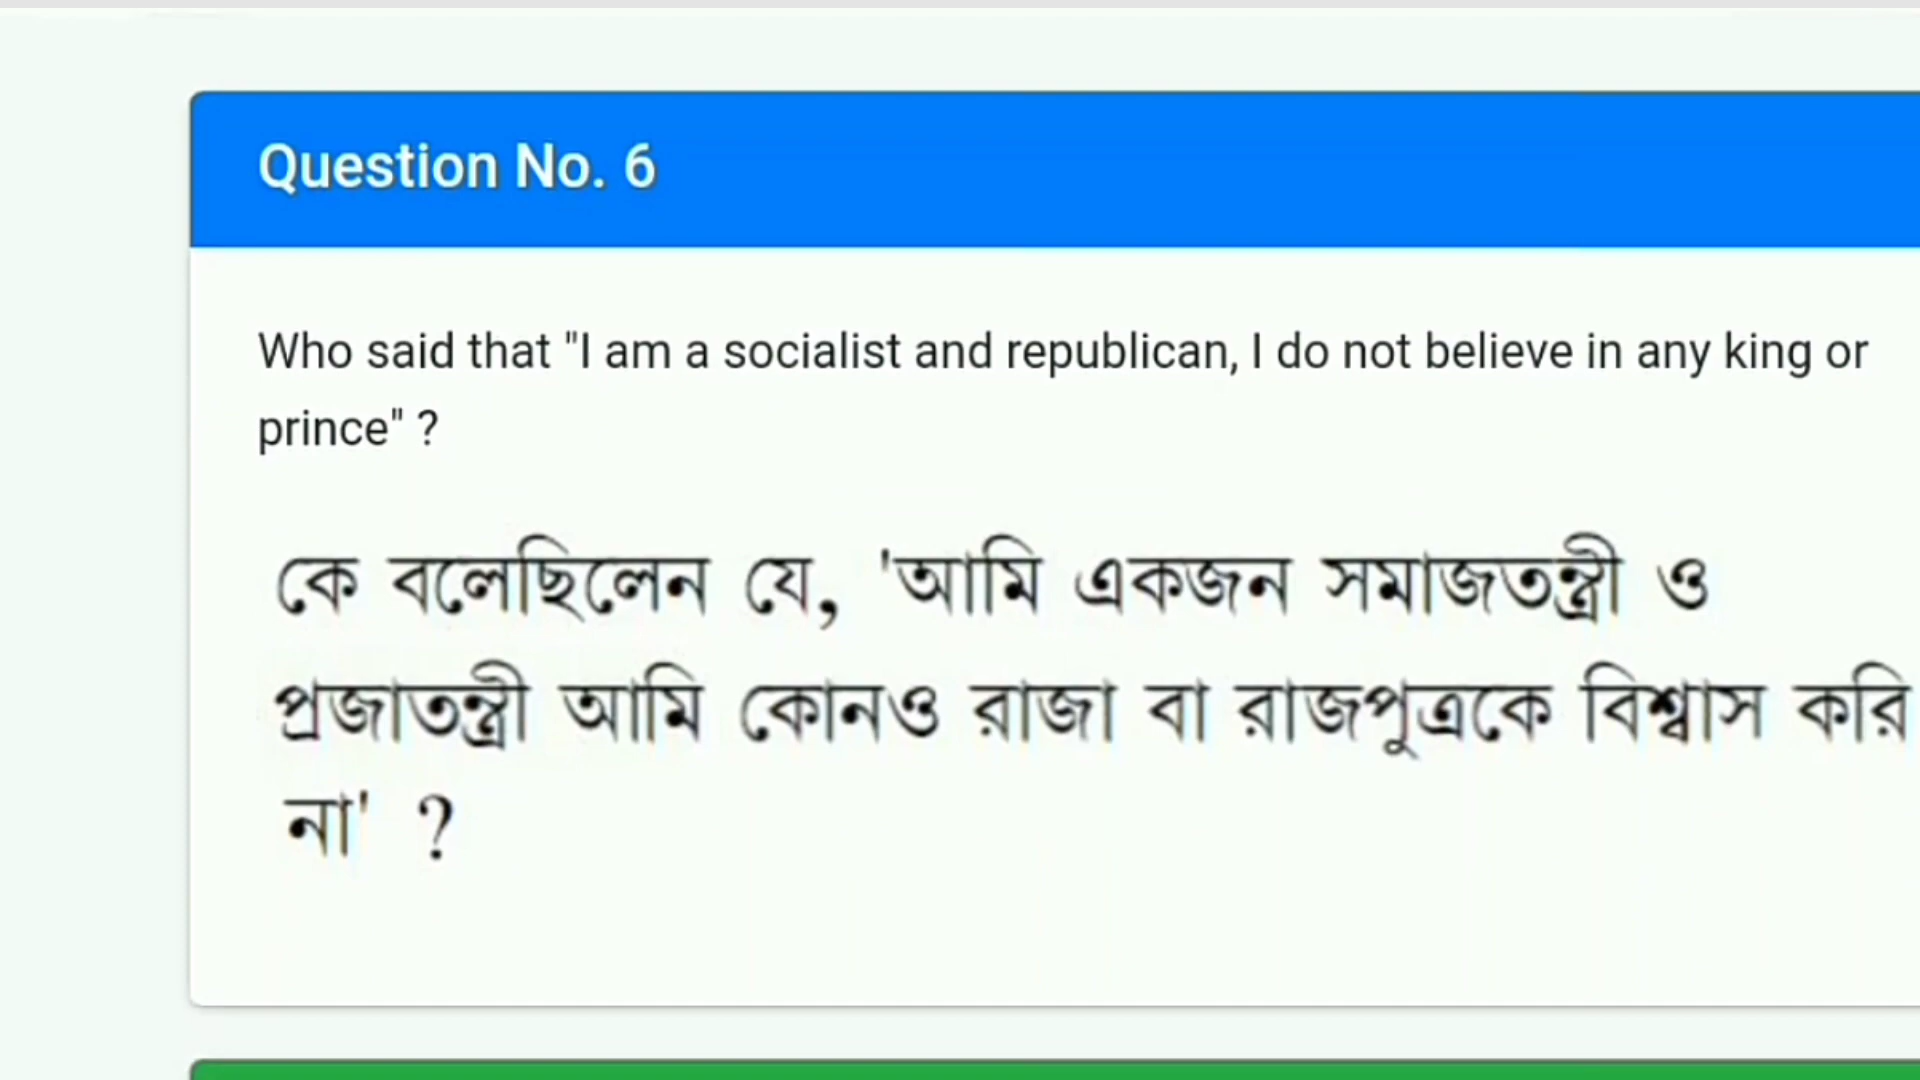 Question No. 6
Who said that "I am a socialist and republican, I do not believe in any king or
prince" ?
কে বলেছিলেন যে, 'আমি একজন সমাজতন্ত্রী ও
প্রজাতন্ত্রী আমি কোনও রাজা বা রাজপুত্রকে বিশ্বাস করি
না' ?